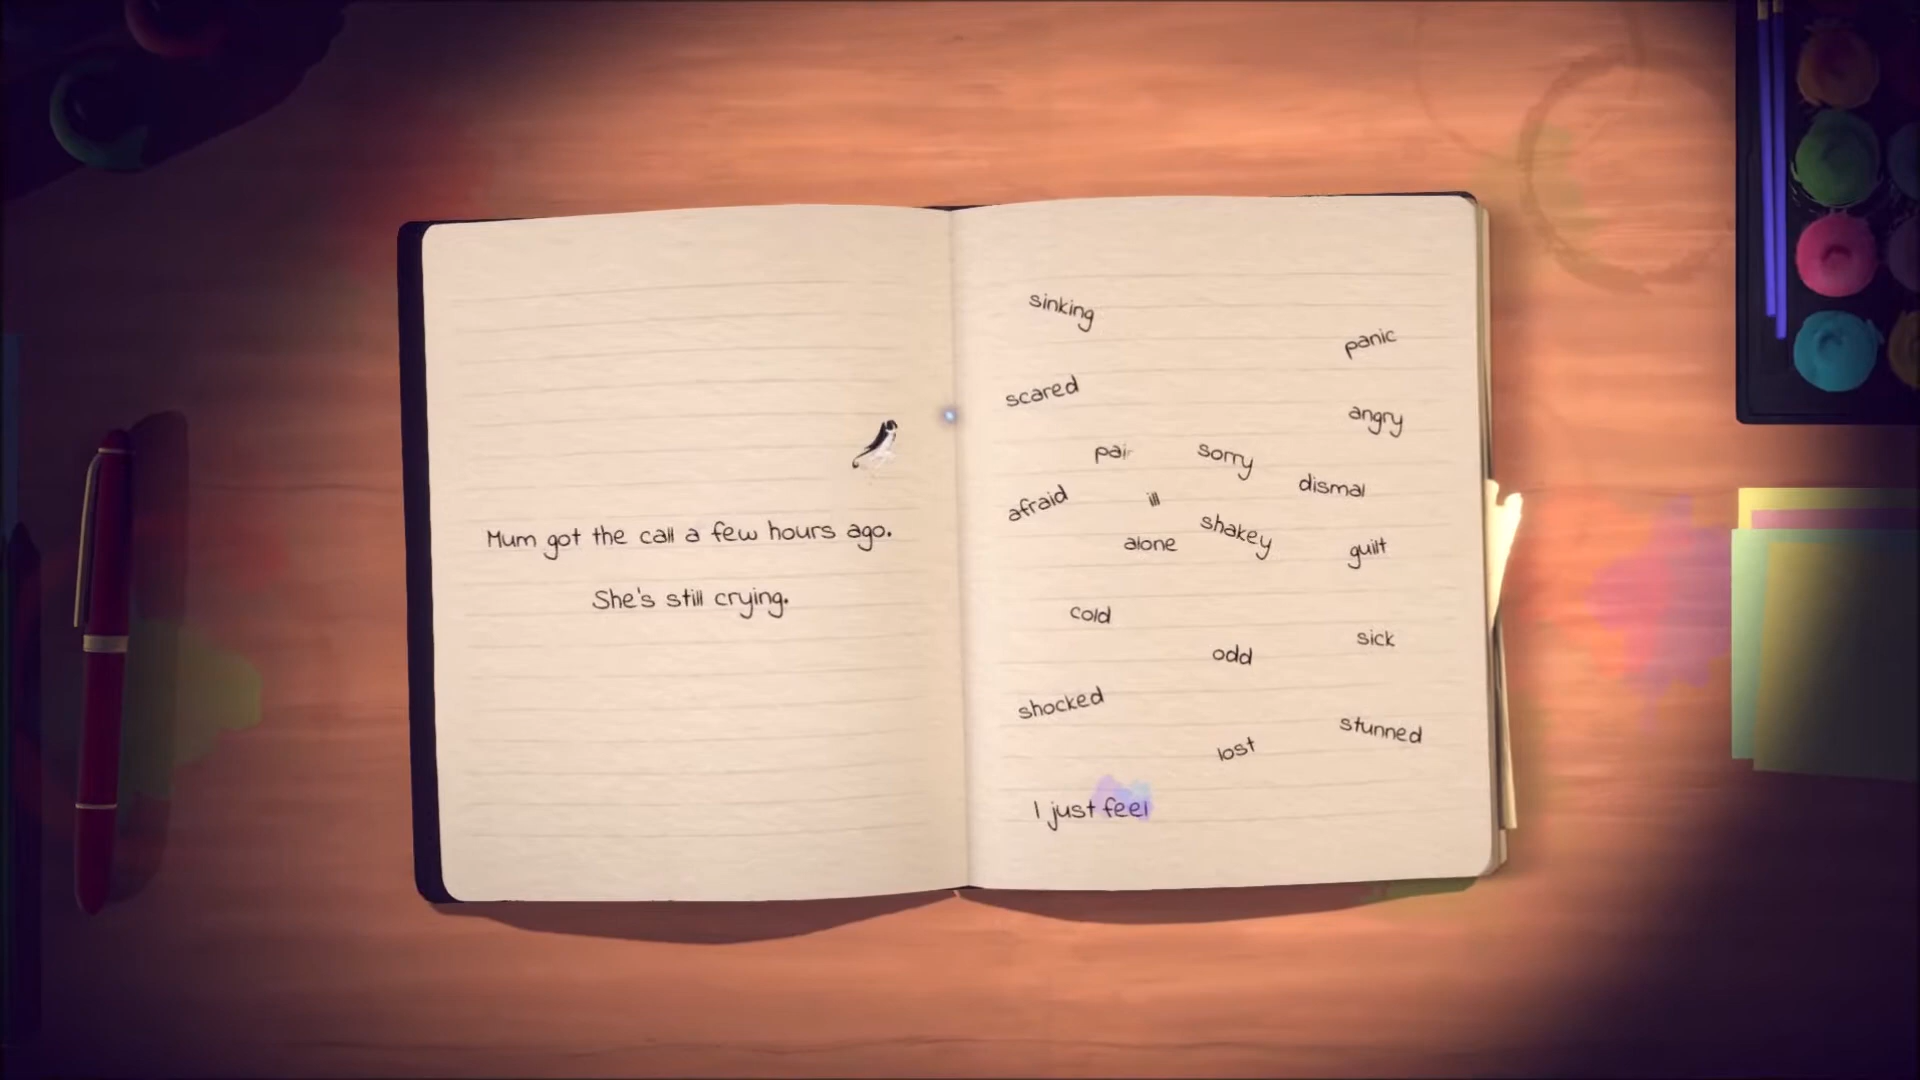 Mum got the call a few hours ago.
She's still crying.
sinking
panic
scared
angry
sorry
dismal
afraid
ill
shakey
alone
guilt
cold
odd
sick
shocked
stunned
lost
I just feel